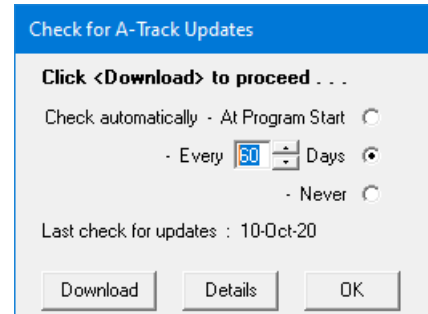 Check for A-Track Updates
Click <Download> to proceed . . .
Check automatically - At Program Start
- Every 60 Days
- Never
Last check for updates : 10-Oct-20
Download Details OK